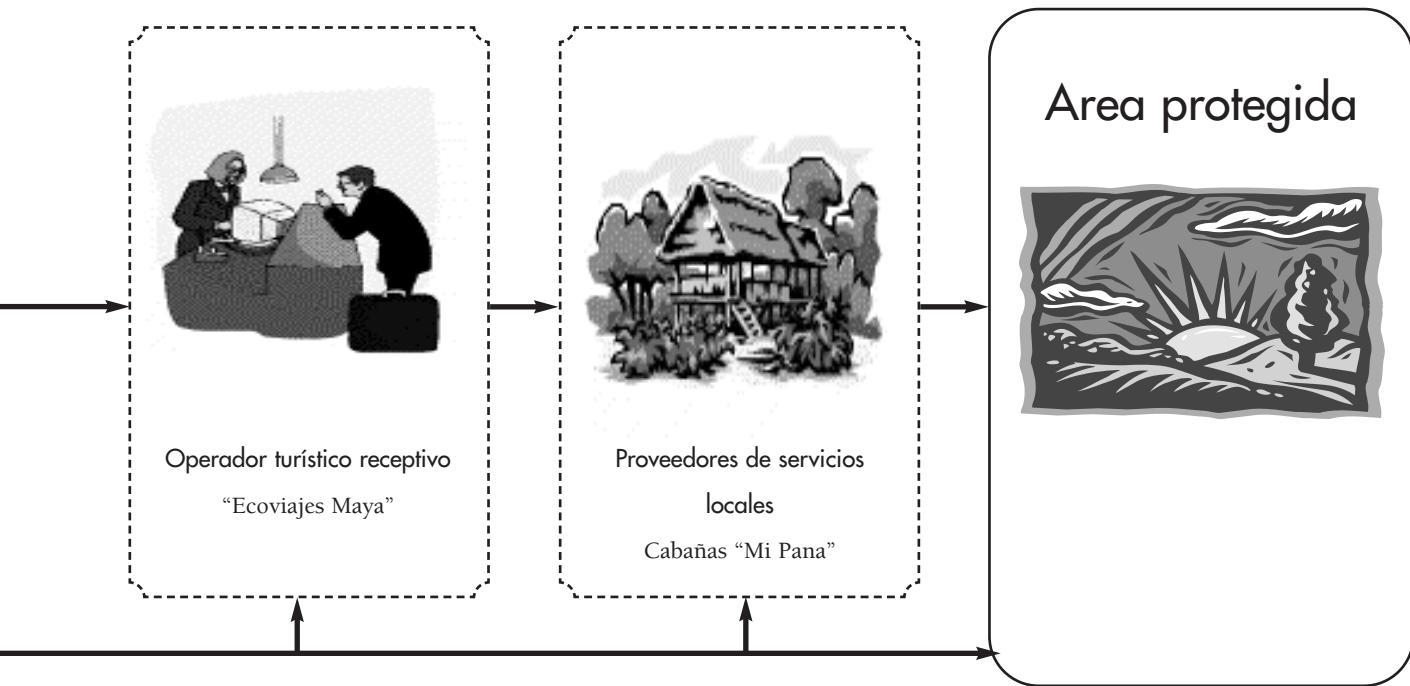 Operador turístico receptivo
“Ecoviajes Maya”
Proveedores de servicios
locales
Cabañas “Mi Pana”
Area protegida